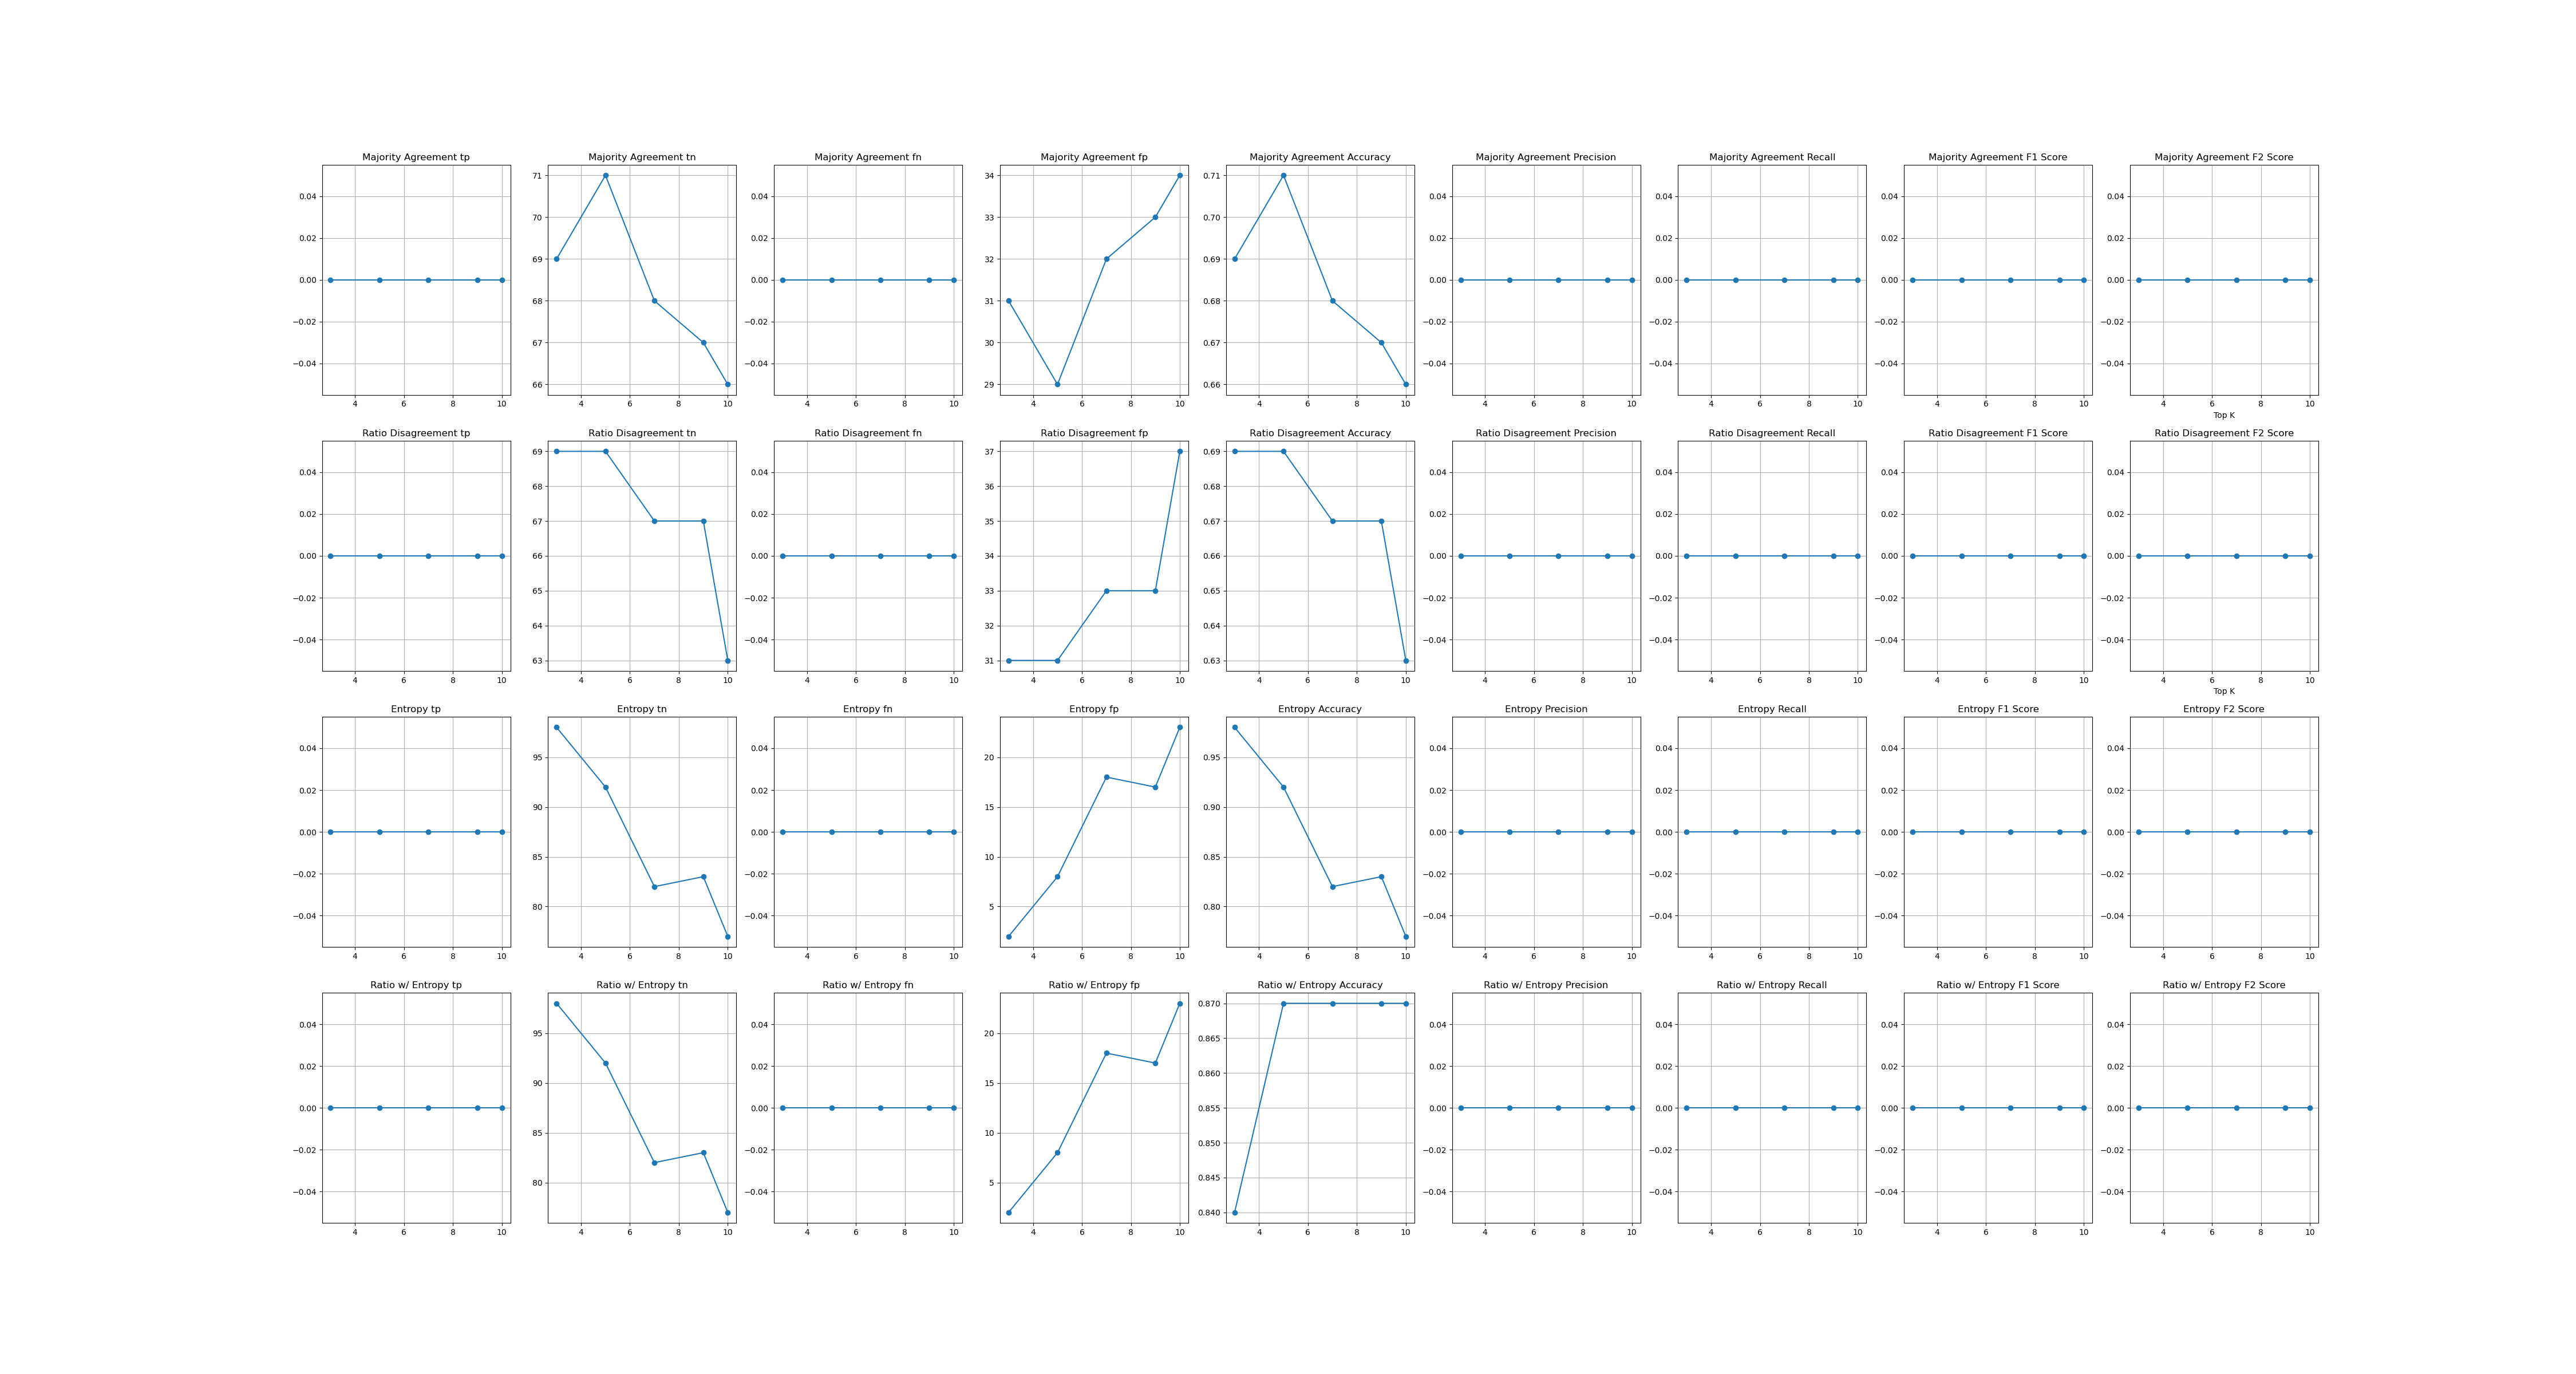 Majority Agreement tp Majority Agreement tn Majority Agreement fn Majority Agreement fp Majority Agreement Accuracy Majority Agreement Precision Majority Agreement Recall Majority Agreement F1 Score Majority Agreement F2 Score
71 34 0.71
0.04 0.04 0.04 0.04 0.04 0.04
70 33 0.70
0.02 0.02 0.02 0.02 0.02 0.02
69 32 0.69
0.00 0.00 0.00 0.00 0.00 0.00
68 31 0.68
−0.02 −0.02 −0.02 −0.02 −0.02 −0.02
67 30 0.67
−0.04 −0.04 −0.04 −0.04 −0.04 −0.04
66 29 0.66
4 6 8 10 4 6 8 10 4 6 8 10 4 6 8 10 4 6 8 10 4 6 8 10 4 6 8 10 4 6 8 10 4 6 8 10
Top K
Ratio Disagreement tp Ratio Disagreement tn Ratio Disagreement fn Ratio Disagreement fp Ratio Disagreement Accuracy Ratio Disagreement Precision Ratio Disagreement Recall Ratio Disagreement F1 Score Ratio Disagreement F2 Score
69 37 0.69
0.04 0.04 0.04 0.04 0.04 0.04
68 36 0.68
0.02 0.02 0.02 0.02 0.02 0.02
67 35 0.67
0.00 66 0.00 34 0.66 0.00 0.00 0.00 0.00
65 33 0.65
−0.02 −0.02 −0.02 −0.02 −0.02 −0.02
64 32 0.64
−0.04 −0.04 −0.04 −0.04 −0.04 −0.04
63 31 0.63
4 6 8 10 4 6 8 10 4 6 8 10 4 6 8 10 4 6 8 10 4 6 8 10 4 6 8 10 4 6 8 10 4 6 8 10
Top K
Entropy tp Entropy tn Entropy fn Entropy fp Entropy Accuracy Entropy Precision Entropy Recall Entropy F1 Score Entropy F2 Score
0.04 0.04 0.04 0.04 0.04 0.04
95 20 0.95
0.02 0.02 0.02 0.02 0.02 0.02
90 15 0.90
0.00 0.00 0.00 0.00 0.00 0.00
85 10 0.85
−0.02 −0.02 −0.02 −0.02 −0.02 −0.02
80 5 0.80
−0.04 −0.04 −0.04 −0.04 −0.04 −0.04
4 6 8 10 4 6 8 10 4 6 8 10 4 6 8 10 4 6 8 10 4 6 8 10 4 6 8 10 4 6 8 10 4 6 8 10
Ratio w/ Entropy tp Ratio w/ Entropy tn Ratio w/ Entropy fn Ratio w/ Entropy fp Ratio w/ Entropy Accuracy Ratio w/ Entropy Precision Ratio w/ Entropy Recall Ratio w/ Entropy F1 Score Ratio w/ Entropy F2 Score
0.870
0.04 0.04 0.04 0.04 0.04 0.04
95 20 0.865
0.02 0.02 0.02 0.02 0.02 0.02
0.860
90 15
0.00 0.00 0.855 0.00 0.00 0.00 0.00
85 10
0.850
−0.02 −0.02 −0.02 −0.02 −0.02 −0.02
0.845
80 5
−0.04 −0.04 −0.04 −0.04 −0.04 −0.04
0.840
4 6 8 10 4 6 8 10 4 6 8 10 4 6 8 10 4 6 8 10 4 6 8 10 4 6 8 10 4 6 8 10 4 6 8 10